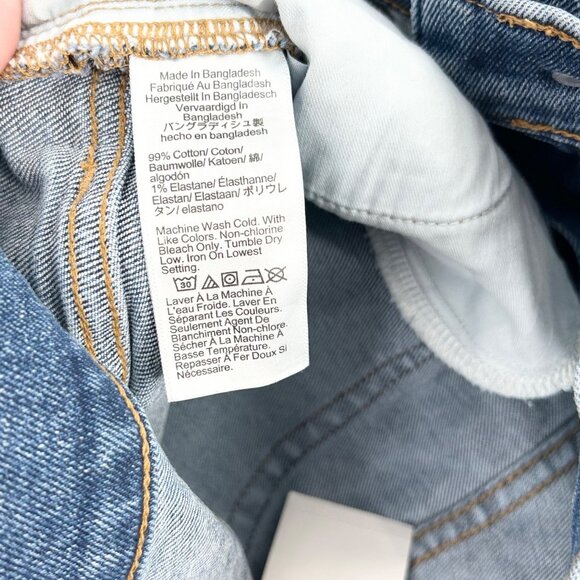 Made In Bangladesh
Fabriqué Au Bangladesh
Hergesteilt In Bangladesch
Vervaardigd In
Bangladesh
バングラディシュ製
hecho en bangladesh
99% Cotton/ Coton/
Baumwolle/ Katoen/ 綿/
algodón
1% Elastane/ Élasthanne/
Elastan/ Elastaan/ ポリウレ
タン/ elastano
Machine Wash Cold. With
Like Colors. Non-chlorine
Bleach Only. Tumble Dry
Low. Iron On Lowest
Setting.
30
Laver À La Machine À
L'eau Froide. Laver En
Séparant Les Couleurs.
Seulement Agent De
Blanchiment Non-chlore.
Sécher À La Machine À
Basse Température.
Repasser À Fer Doux Si
Nécessaire.